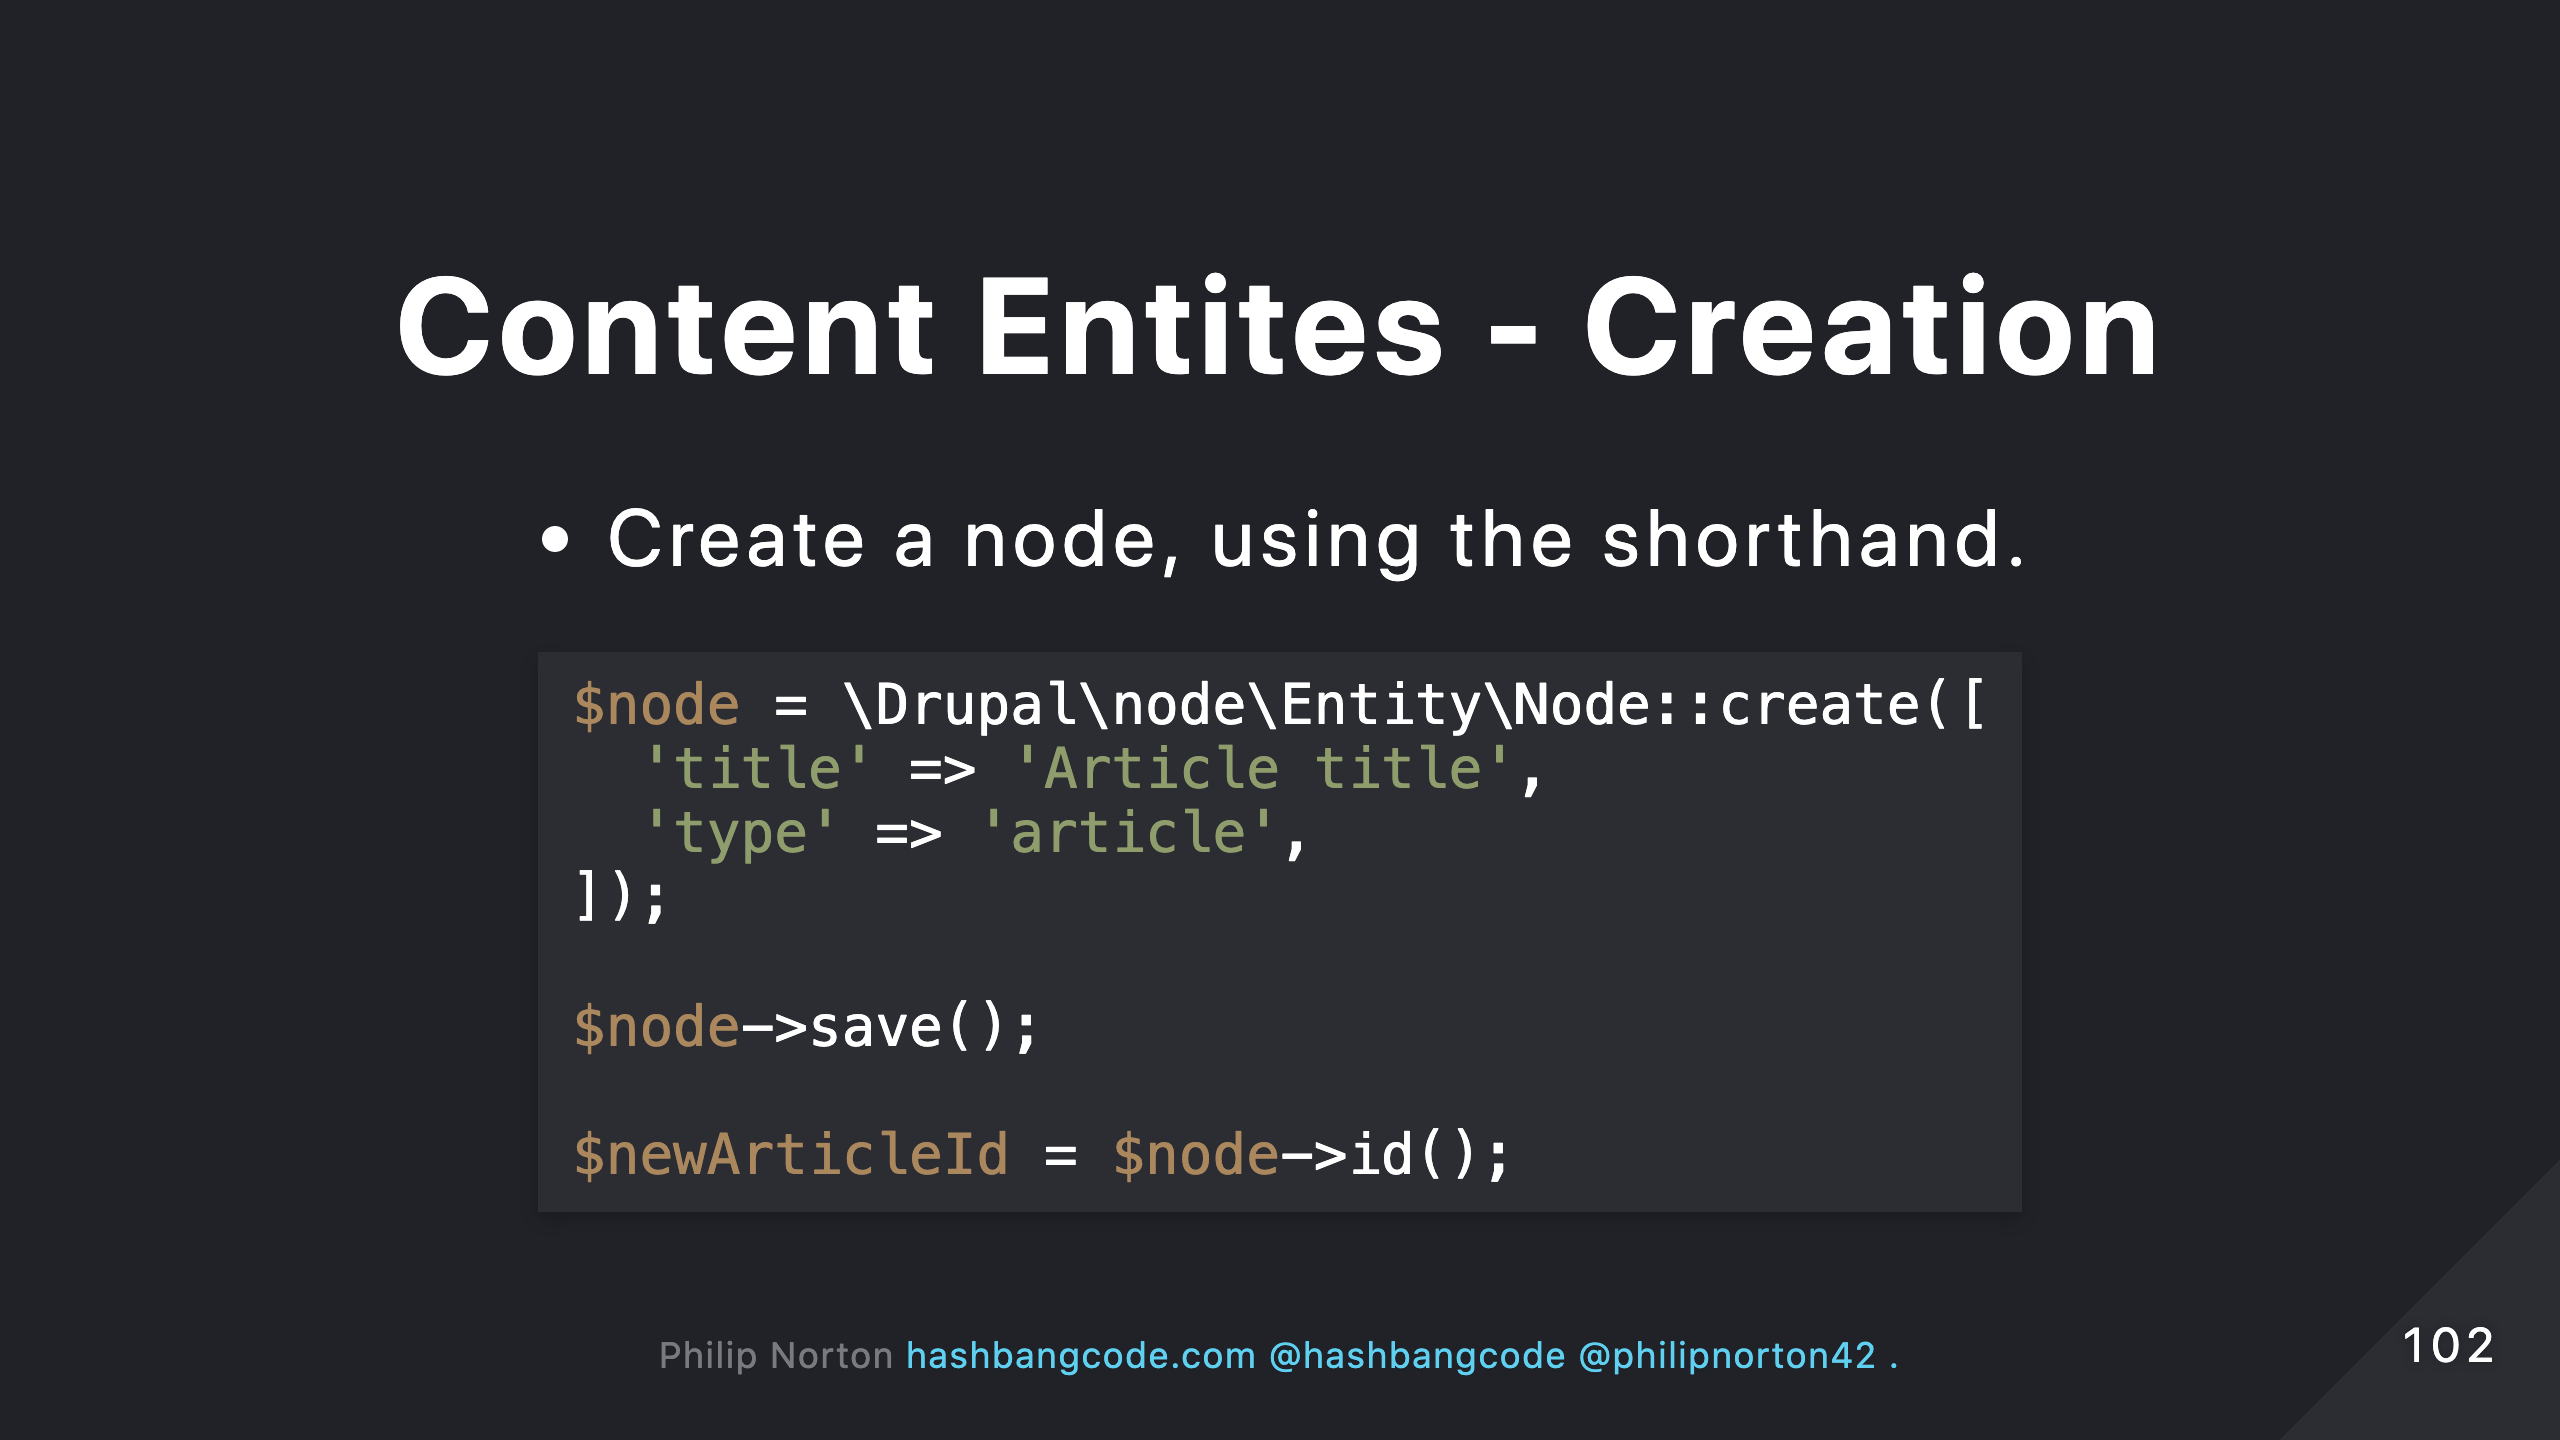 Content Entites - Creation
• Create a node, using the shorthand.
$node = \Drupal\node\Entity\Node::create([
  'title' => 'Article title',
  'type' => 'article',
]);
$node->save();
$newArticleId = $node->id();
Philip Norton hashbangcode.com @hashbangcode @philipnorton42 .
102